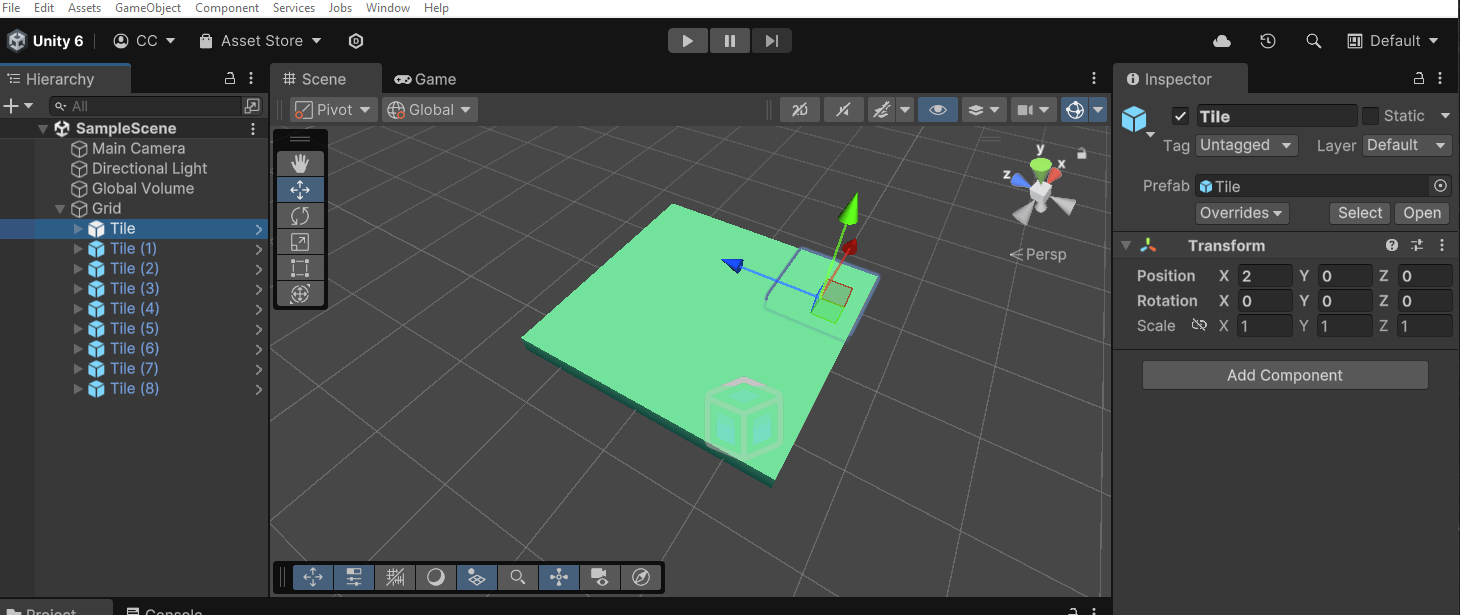 File Edit Assets GameObject Component Services Jobs Window Help
Unity 6 CC Asset Store Default
Hierarchy
All
SampleScene
Main Camera
Directional Light
Global Volume
Grid
Tile
Tile (1)
Tile (2)
Tile (3)
Tile (4)
Tile (5)
Tile (6)
Tile (7)
Tile (8)
Scene Game
Pivot Global
2D
y
x
z
Persp
Inspector
Tile Static
Tag Untagged Layer Default
Prefab Tile
Overrides Select Open
Transform
Position X 2 Y 0 Z 0
Rotation X 0 Y 0 Z 0
Scale X 1 Y 1 Z 1
Add Component
Project Console